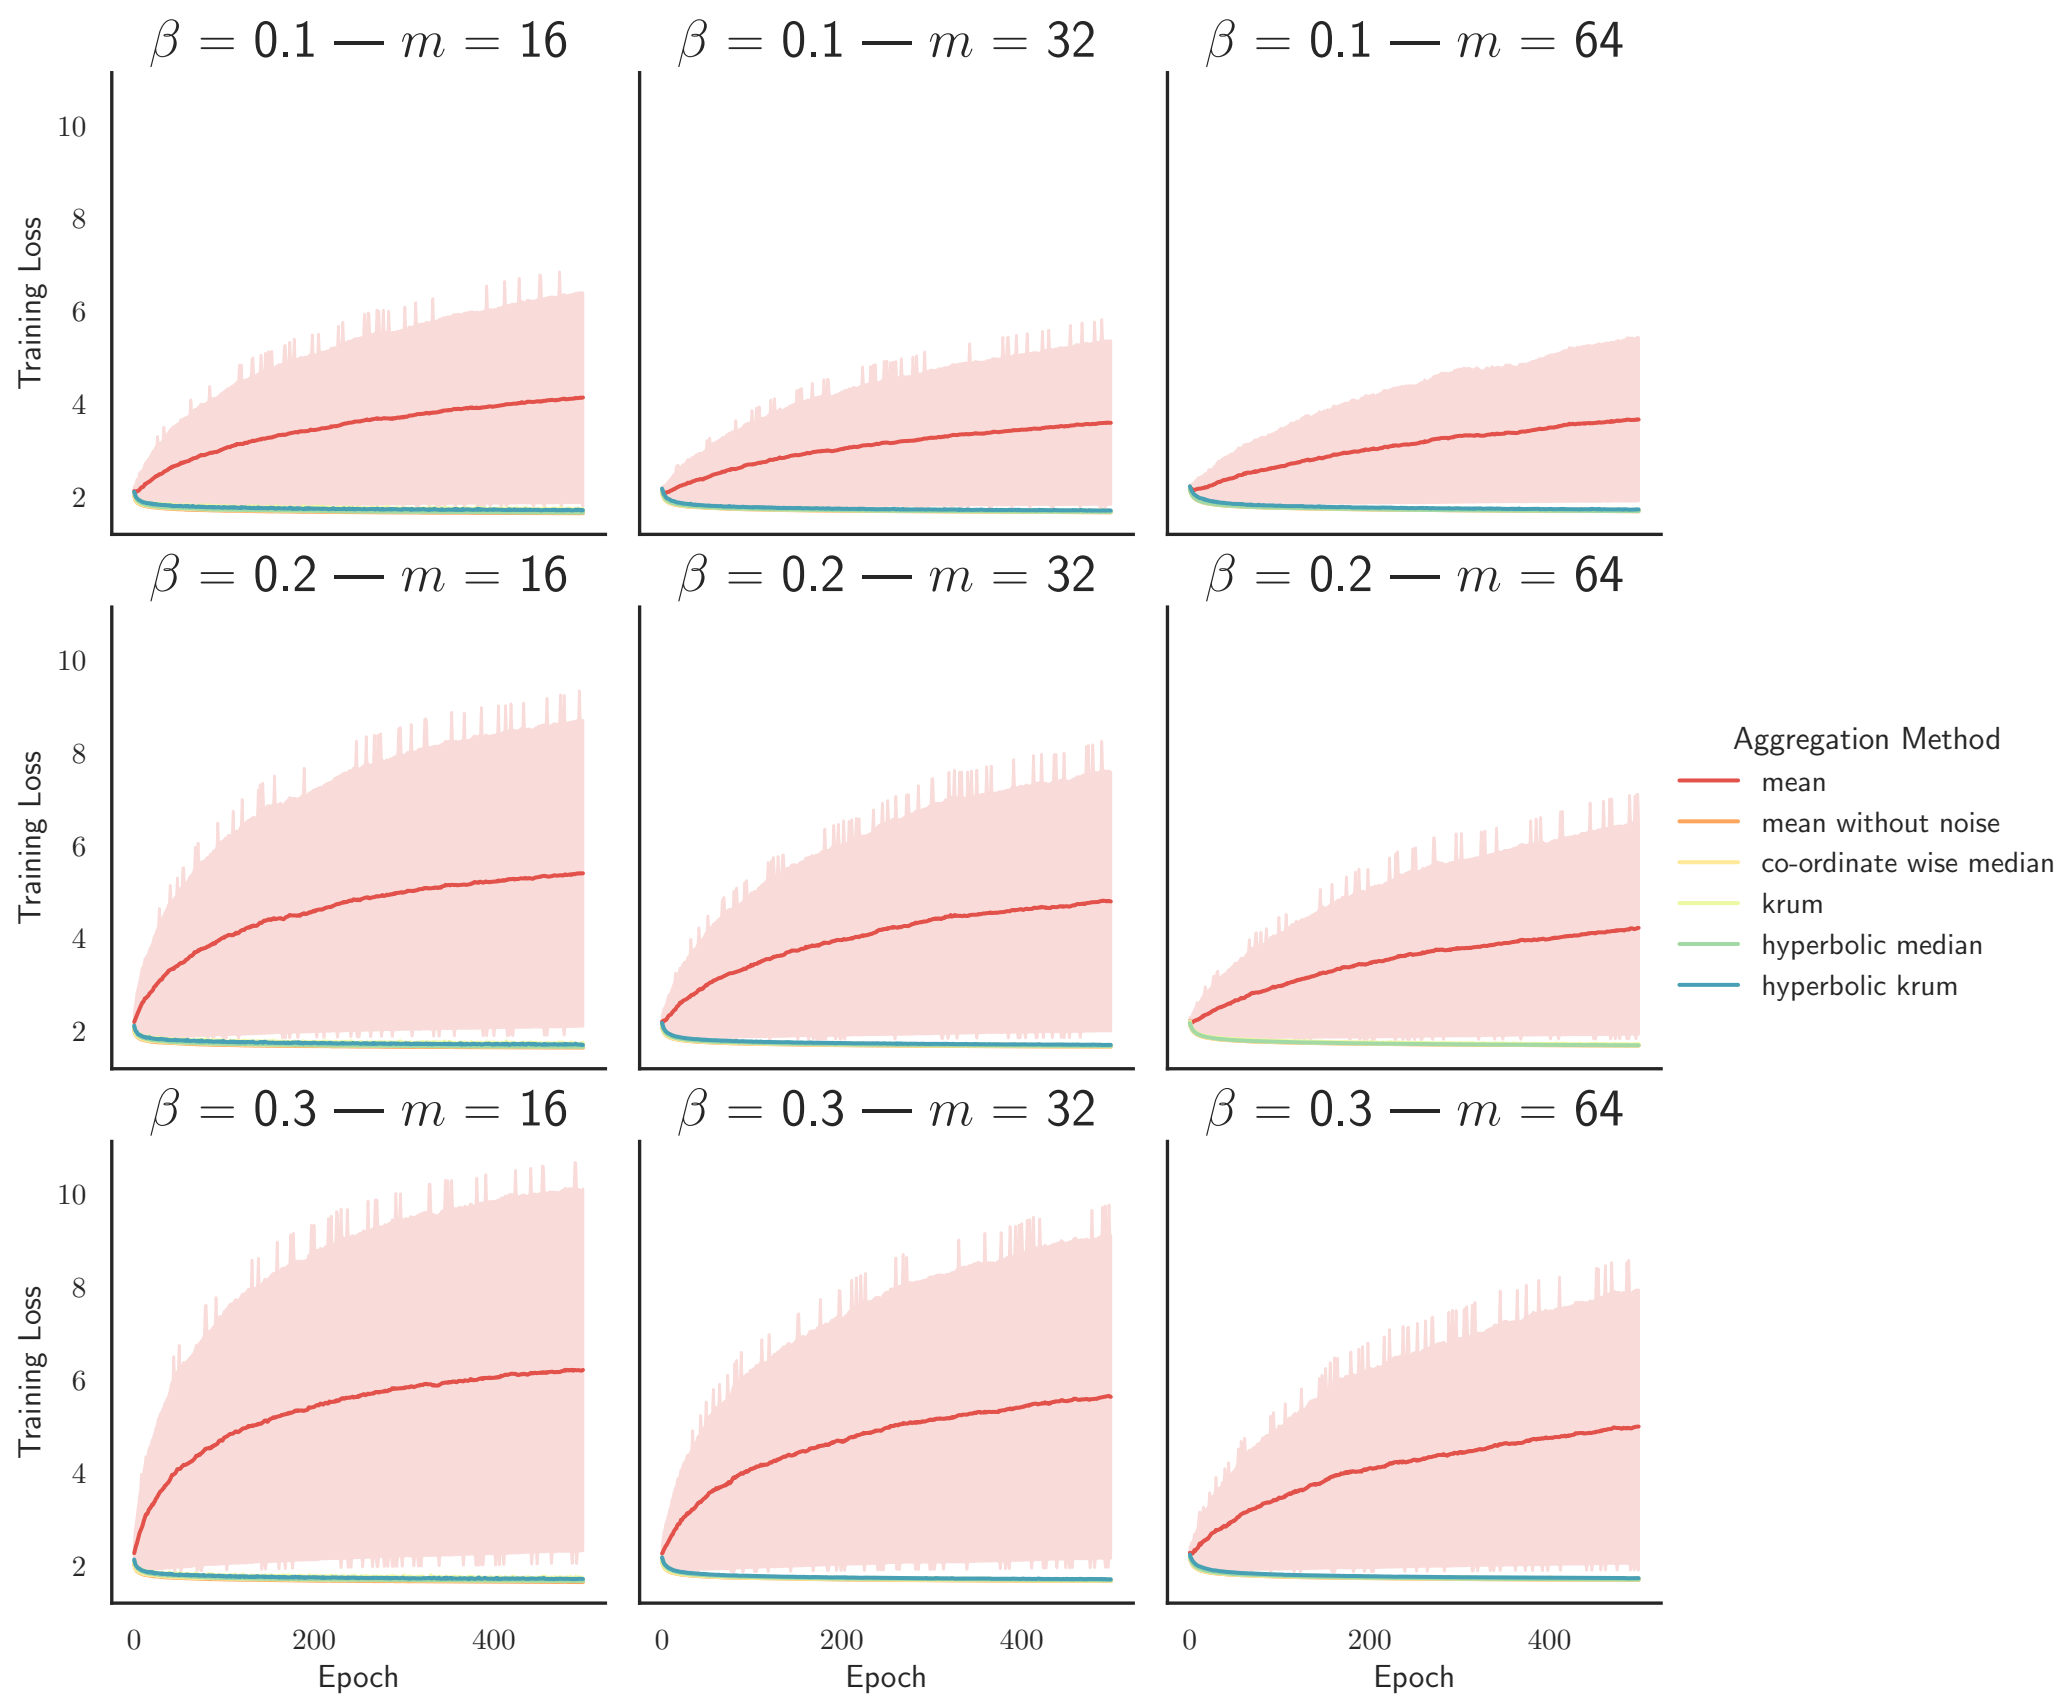 β = 0.1 — m = 16
β = 0.1 — m = 32
β = 0.1 — m = 64
Training Loss
10
8
6
4
2
β = 0.2 — m = 16
β = 0.2 — m = 32
β = 0.2 — m = 64
Training Loss
10
8
6
4
2
Aggregation Method
mean
mean without noise
co-ordinate wise median
krum
hyperbolic median
hyperbolic krum
β = 0.3 — m = 16
β = 0.3 — m = 32
β = 0.3 — m = 64
Training Loss
10
8
6
4
2
0 200 400
0 200 400
0 200 400
Epoch
Epoch
Epoch